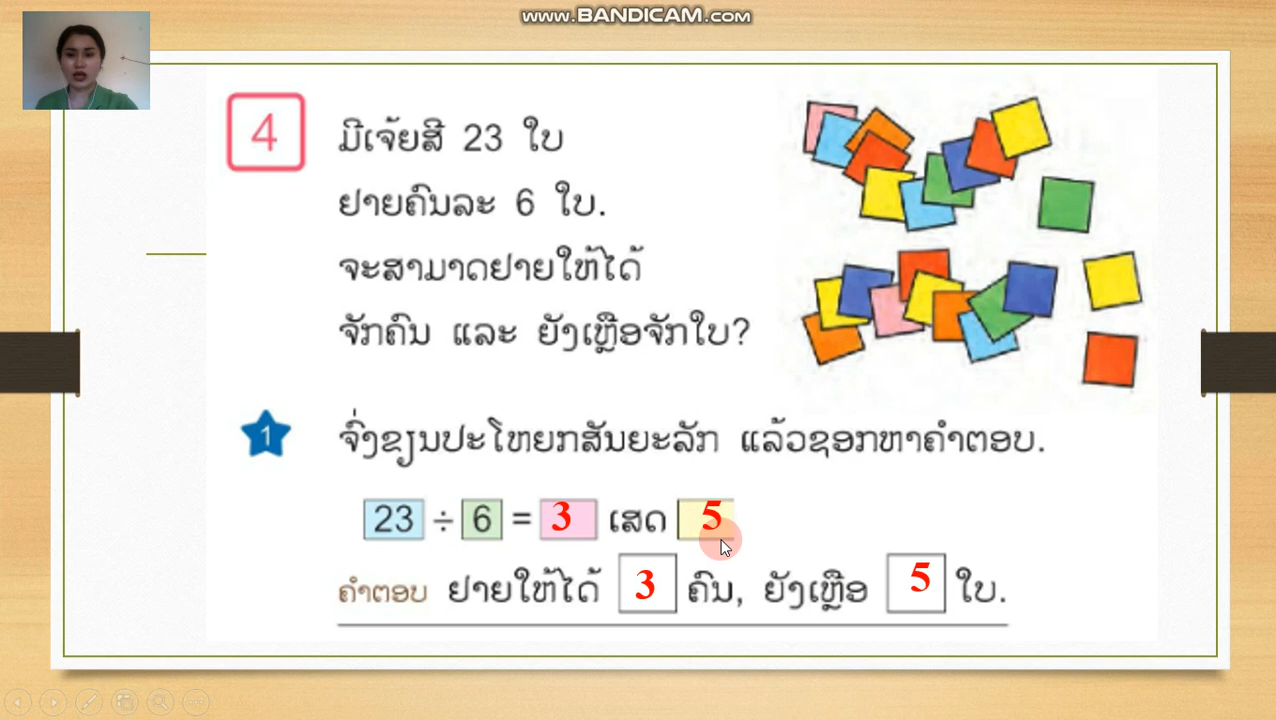 www.BANDICAM.com
4
ມີເຈ້ຍສີ 23 ໃບ
ຢາຍຄົນລະ 6 ໃບ.
ຈະສາມາດຢາຍໃຫ້ໄດ້
ຈັກຄົນ ແລະ ຍັງເຫຼືອຈັກໃບ?
1 ຈົ່ງຂຽນປະໂຫຍກສັນຍະລັກ ແລ້ວຊອກຫາຄຳຕອບ.
23 ÷ 6 = 3 ເສດ 5
ຄຳຕອບ ຢາຍໃຫ້ໄດ້ 3 ຄົນ, ຍັງເຫຼືອ 5 ໃບ.